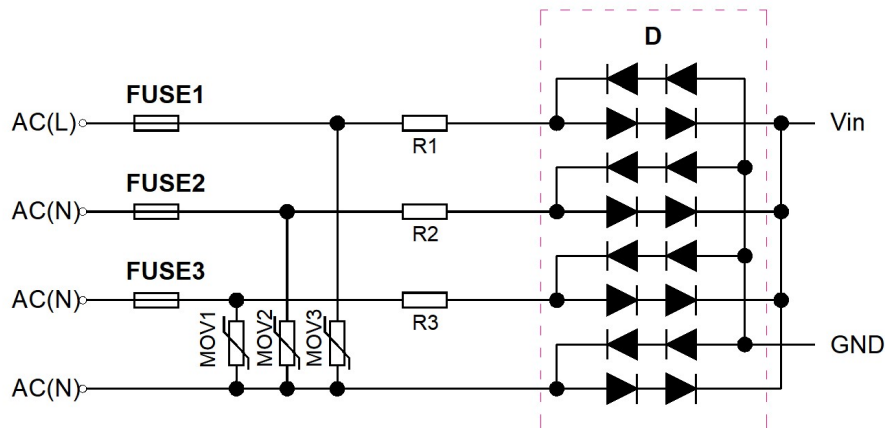 D
FUSE1
AC(L)
R1
Vin
FUSE2
AC(N)
R2
FUSE3
AC(N)
R3
MOV1
MOV2
MOV3
GND
AC(N)